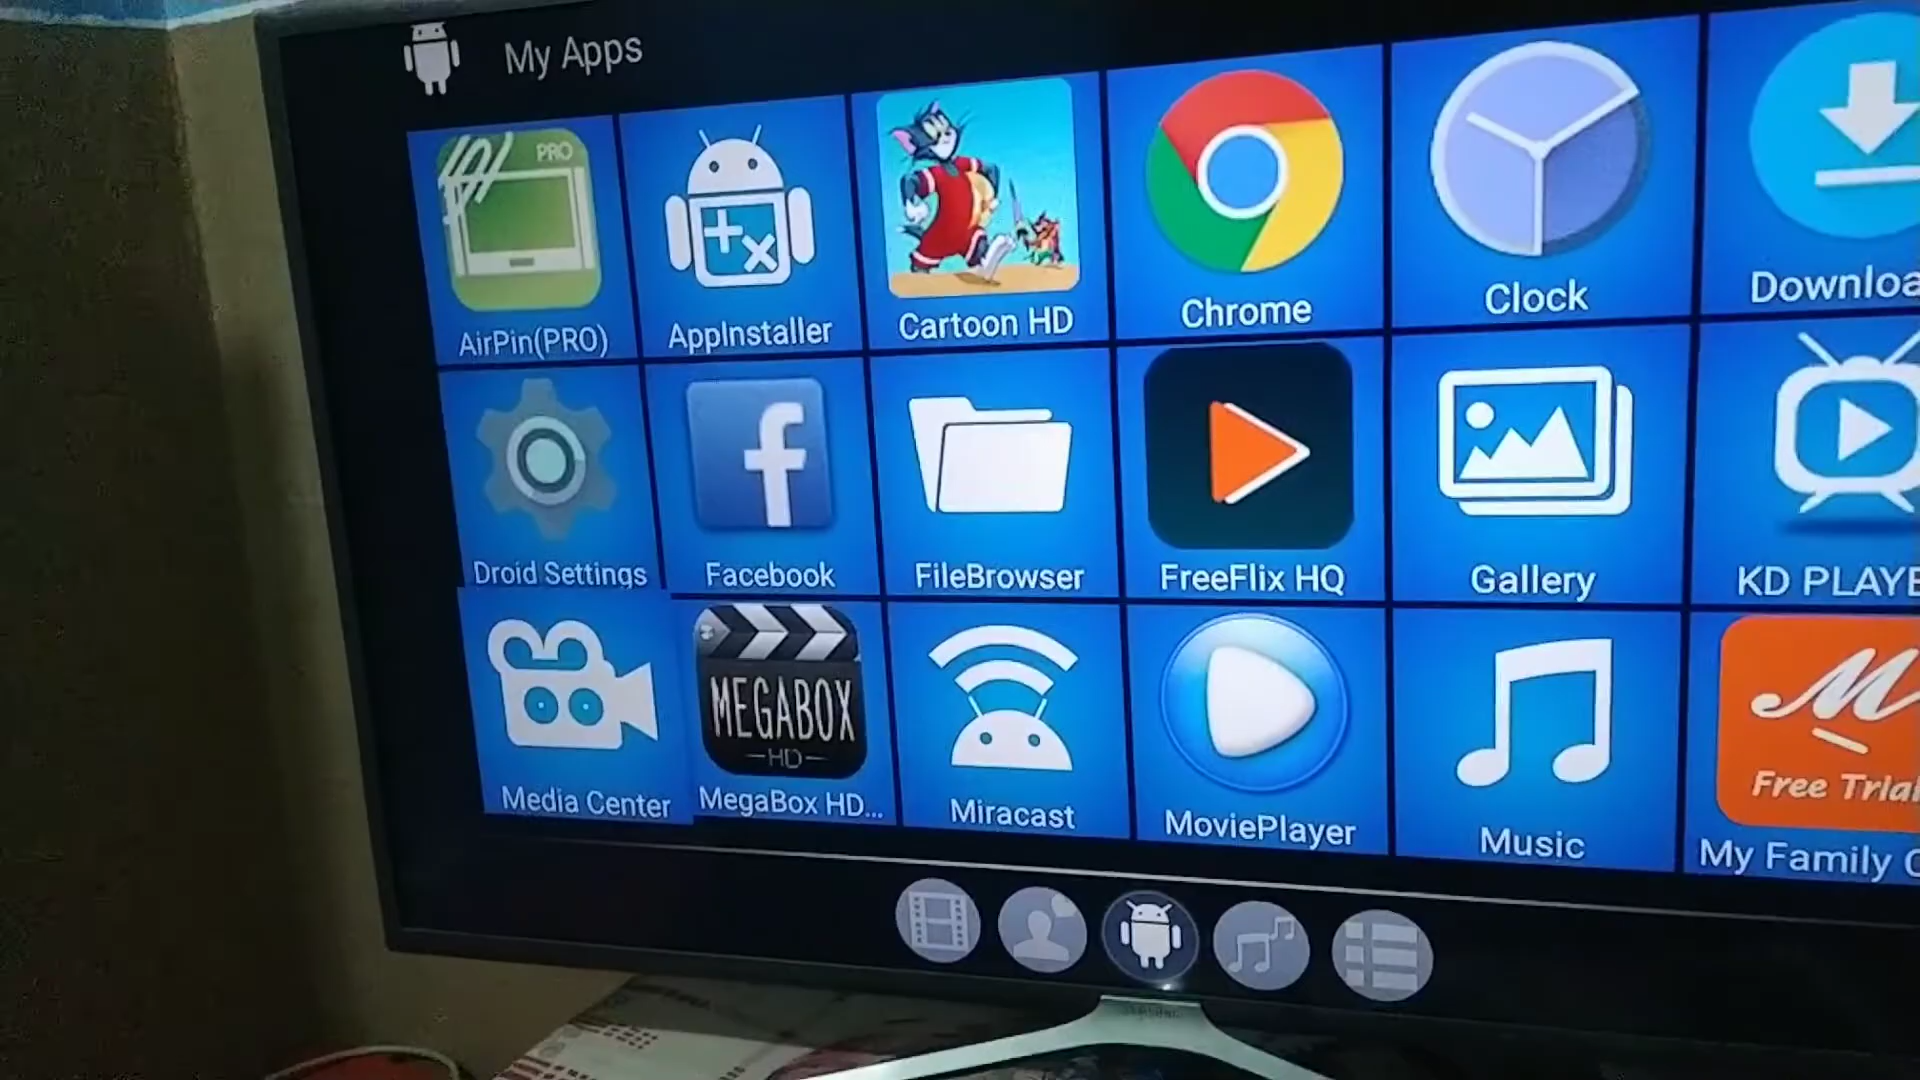 My Apps
PRO
AirPin(PRO)
AppInstaller
Cartoon HD
Chrome
Clock
Downloa
Droid Settings
Facebook
FileBrowser
FreeFlix HQ
Gallery
KD PLAYE
MEGABOX
HD
Free Trial
Media Center
MegaBox HD...
Miracast
MoviePlayer
Music
My Family C
SAMSUNG